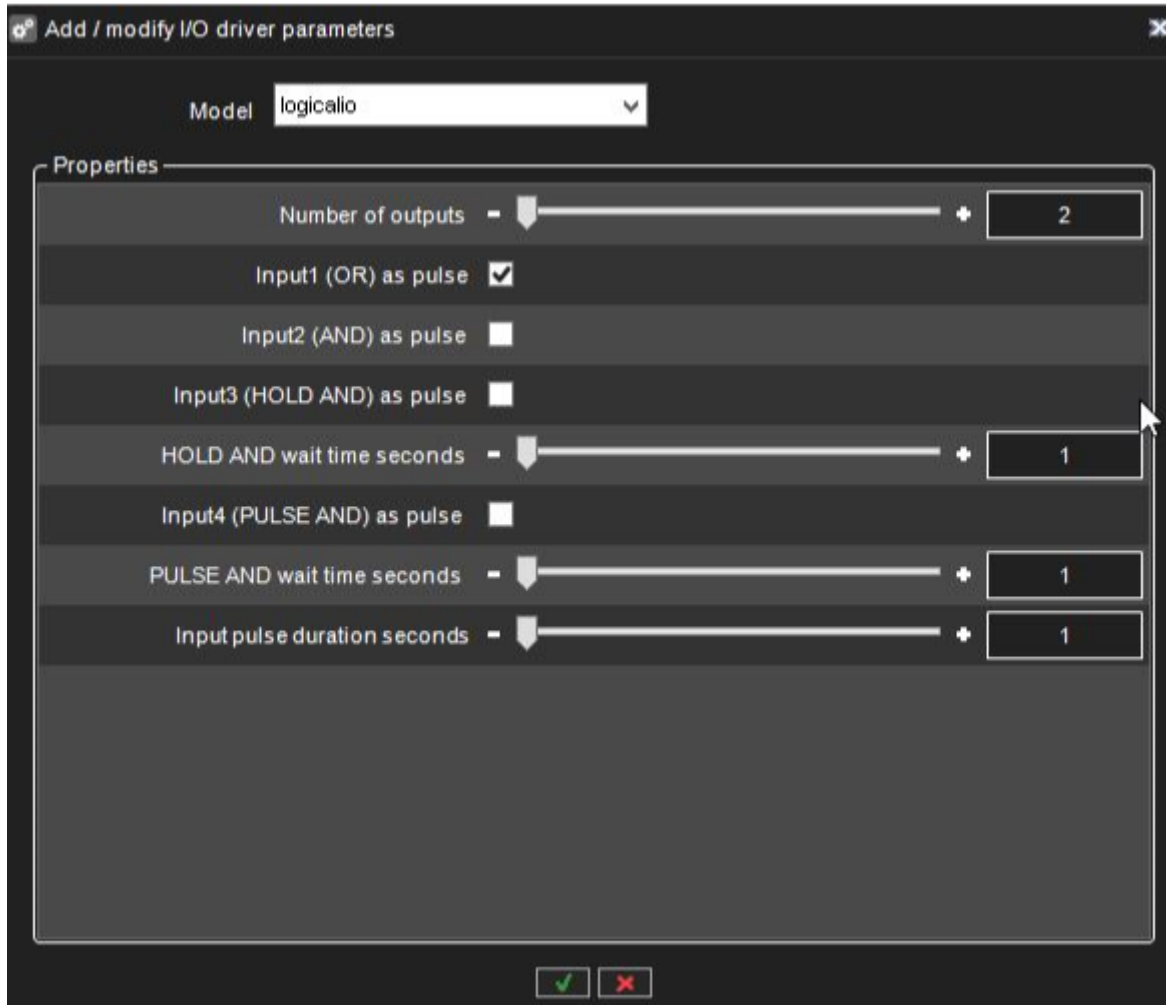 Add / modify I/O driver parameters
Model logicalio
Properties
Number of outputs - + 2
Input1 (OR) as pulse
Input2 (AND) as pulse
Input3 (HOLD AND) as pulse
HOLD AND wait time seconds - + 1
Input4 (PULSE AND) as pulse
PULSE AND wait time seconds - + 1
Input pulse duration seconds - + 1